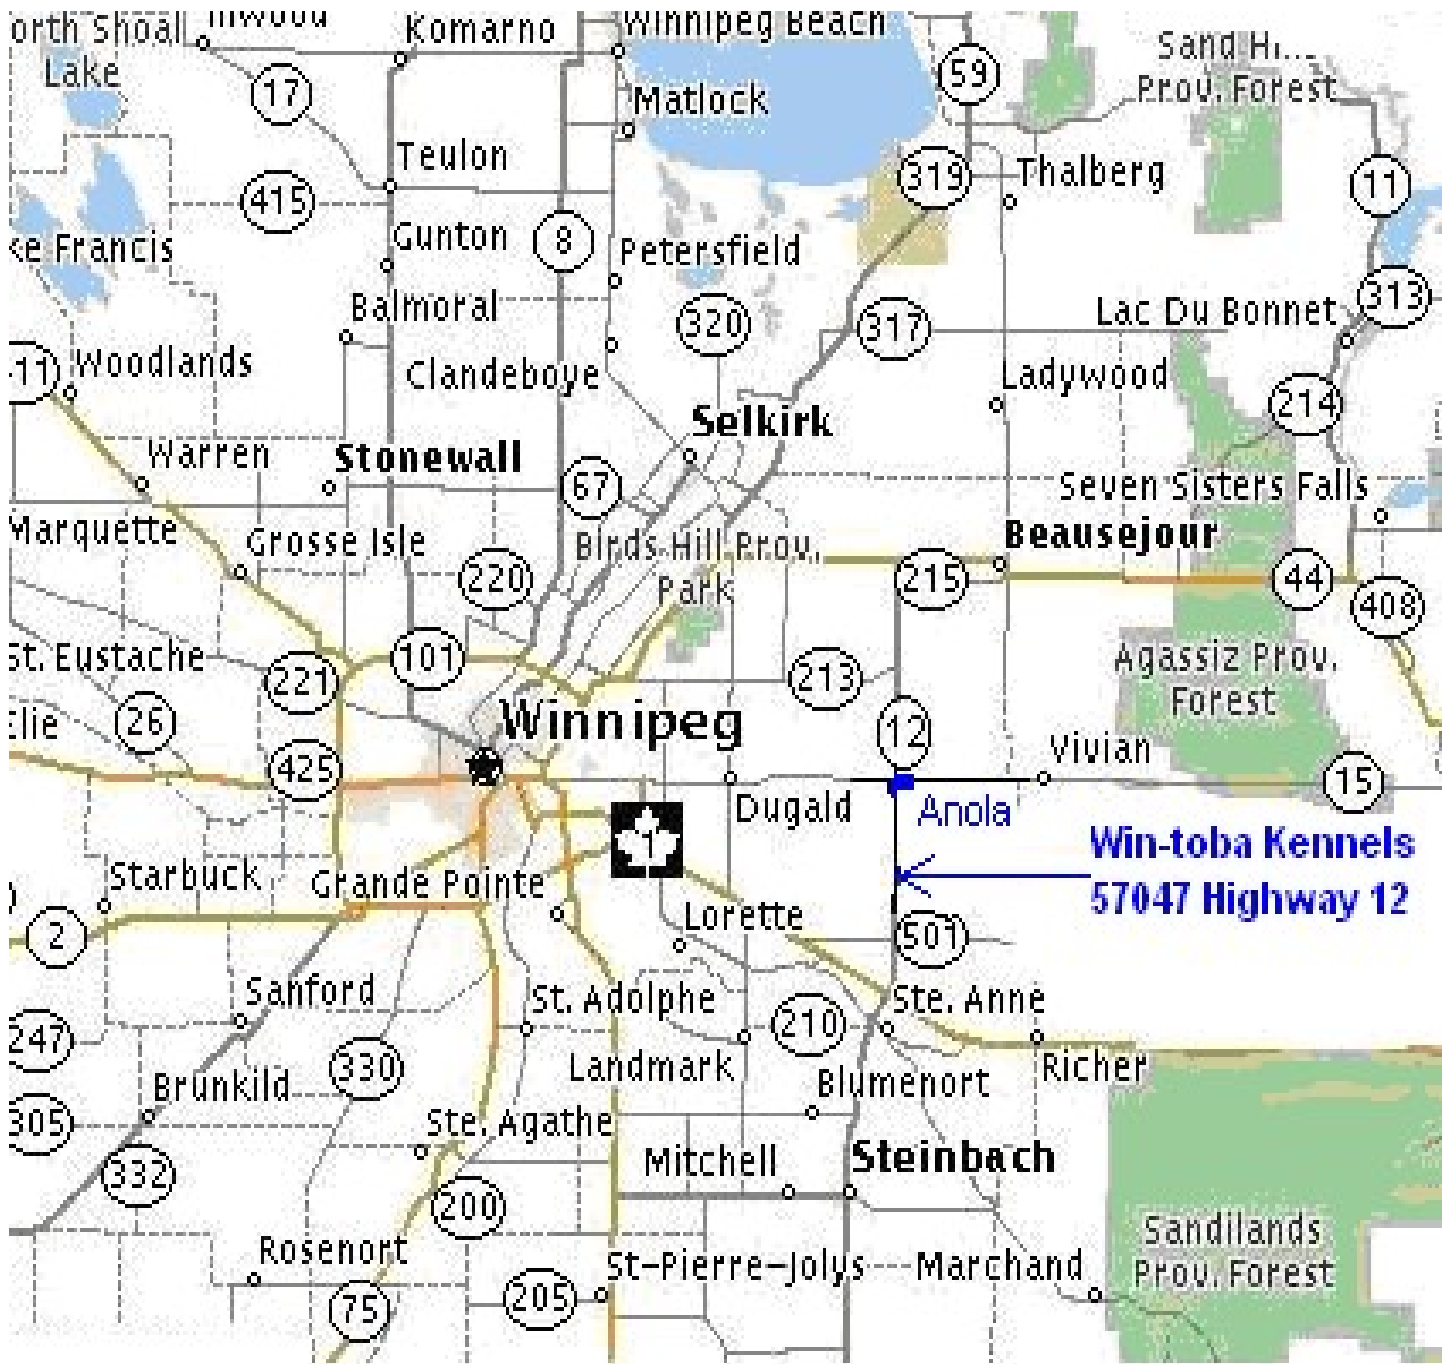 orth Shoal
Lake
Inwood
Komarno
Winnipeg Beach
59
Sand Hi...
Prov. Forest
17
Matlock
Teulon
319
Thalberg
11
415
Gunton
8
Petersfield
ke Francis
Balmoral
320
317
Lac Du Bonnet
313
11
Woodlands
Clandeboye
Ladywood
214
Selkirk
Warren
Stonewall
67
Seven Sisters Falls
Marquette
Grosse Isle
Birds Hill Prov.
Park
Beausejour
220
215
44
408
St. Eustache
101
221
213
Agassiz Prov.
Forest
Elie
26
Winnipeg
12
Vivian
425
15
Dugald
Anola
1
Win-toba Kennels
57047 Highway 12
Starbuck
Grande Pointe
2
Lorette
501
Sanford
St. Adolphe
Ste. Anne
247
210
330
Landmark
Richer
Brunkild
Blumenort
305
Ste. Agathe
332
Mitchell
Steinbach
200
Rosenort
St-Pierre-Jolys
Marchand
Sandilands
Prov. Forest
75
205